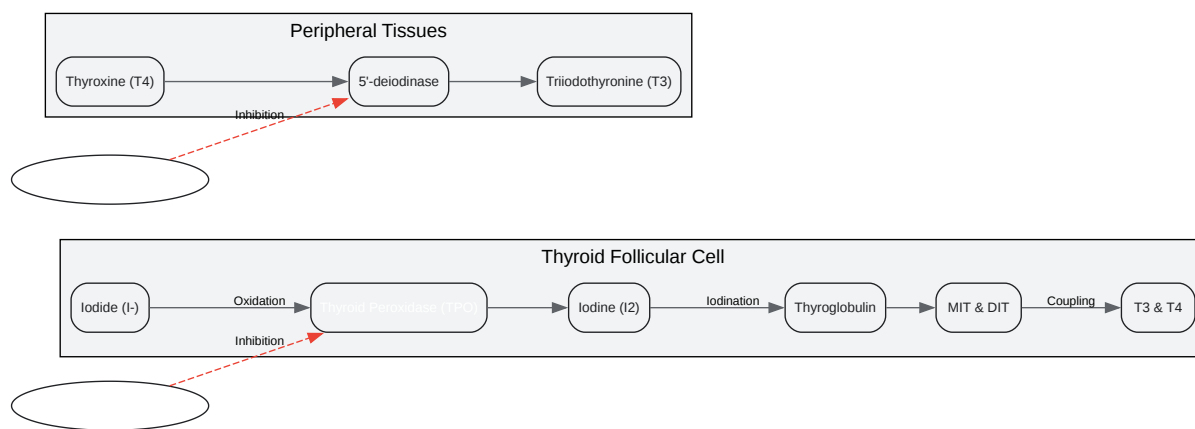 Peripheral Tissues
Thyroxine (T4)
5'-deiodinase
Triiodothyronine (T3)
Inhibition
Thyroid Follicular Cell
Iodide (I-)
Oxidation
Thyroid Peroxidase (TPO)
Iodine (I2)
Iodination
Thyroglobulin
MIT & DIT
Coupling
T3 & T4
Inhibition